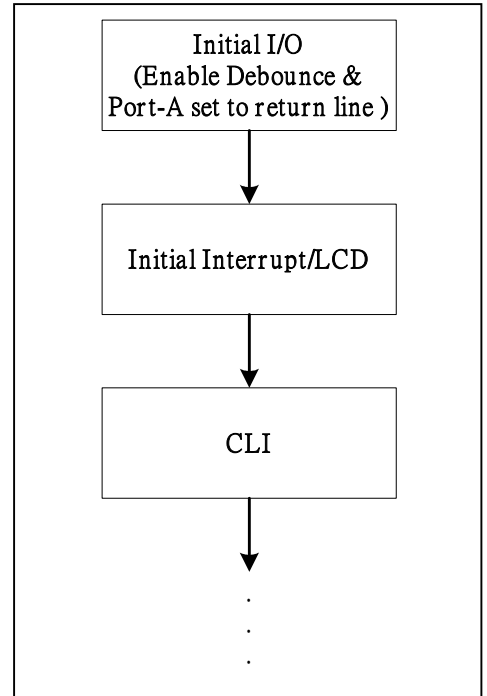 Initial I/O
(Enable Debounce &
Port-A set to return line )
Initial Interrupt/LCD
CLI
.
.
.